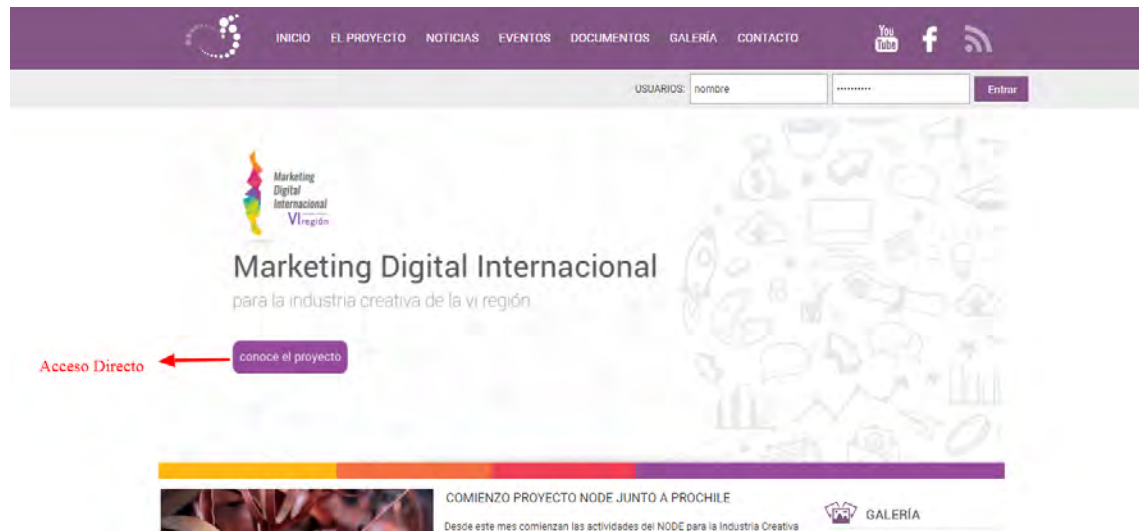 INICIO EL PROYECTO NOTICIAS EVENTOS DOCUMENTOS GALERÍA CONTACTO You Tube f
USUARIOS: nombre ·········· Entrar
Marketing
Digital
Internacional
VI región
Marketing Digital Internacional
para la industria creativa de la vi región
conoce el proyecto
Acceso Directo
COMIENZO PROYECTO NODE JUNTO A PROCHILE
GALERÍA
Desde este mes comienzan las actividades del NODE para la Industria Creativa